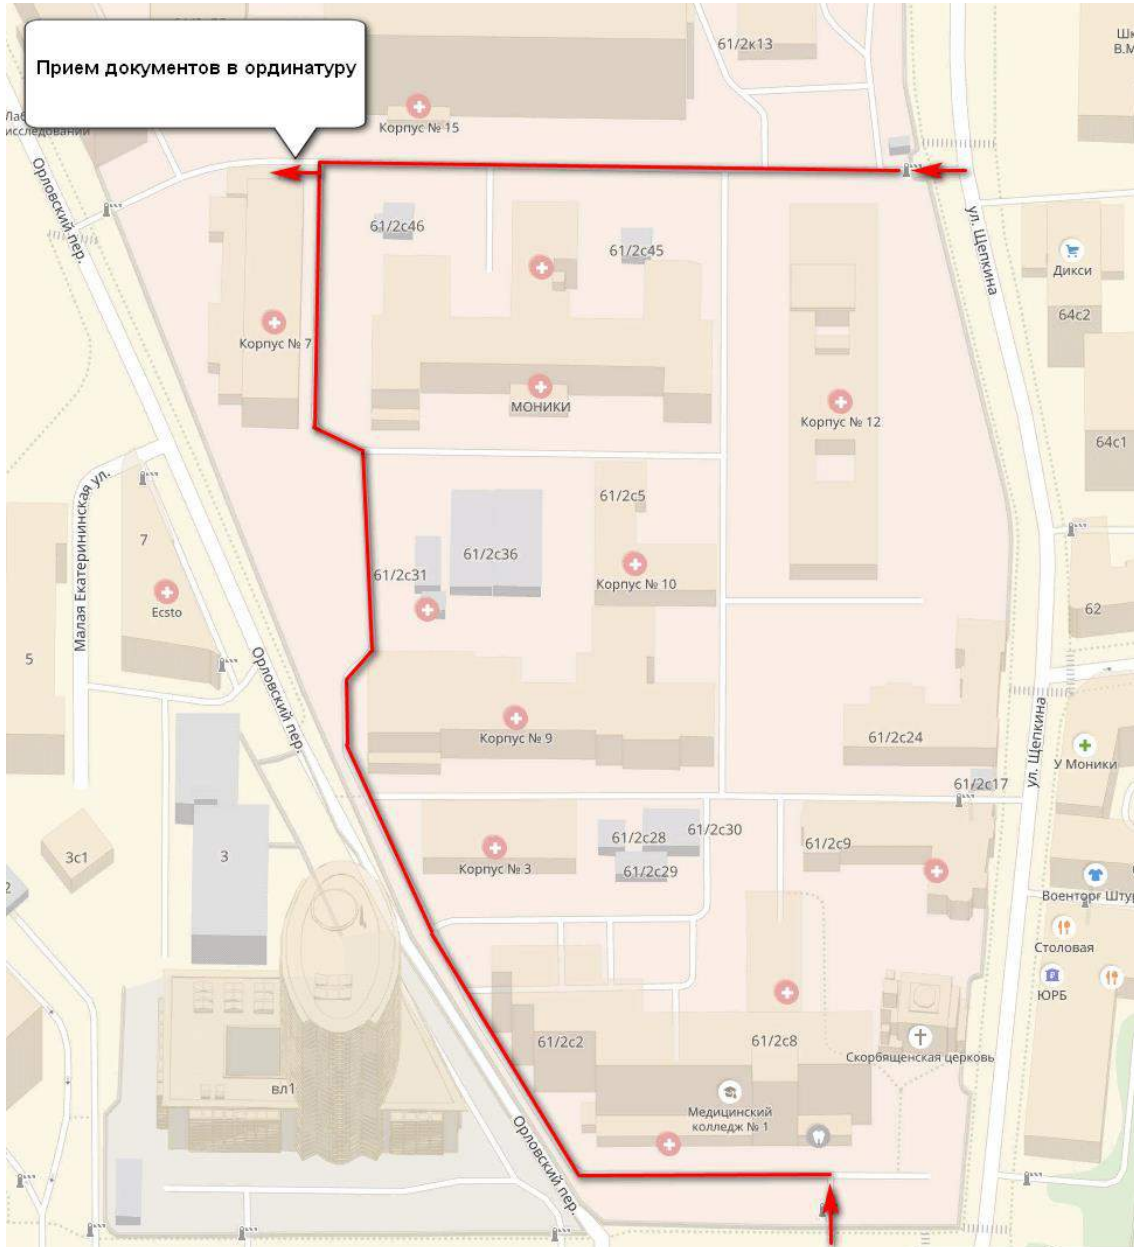 Прием документов в ординатуру
61/2к13
Корпус № 15
исследований
Орловский пер.
ул. Щепкина
61/2с46
61/2с45
Дикси
64с2
Корпус № 7
МОНИКИ
Корпус № 12
64с1
Малая Екатерининская ул.
61/2с5
7
61/2с36
61/2с31
Корпус № 10
Ecsto
62
5
Орловский пер.
Корпус № 9
61/2с24
ул. Щепкина
У Моники
61/2с17
3с1
3
61/2с28
61/2с30
61/2с9
Корпус № 3
61/2с29
Военторг Шту
Столовая
ЮРБ
61/2с2
61/2с8
Скорбященская церковь
вл1
Медицинский
колледж № 1
Орловский пер.